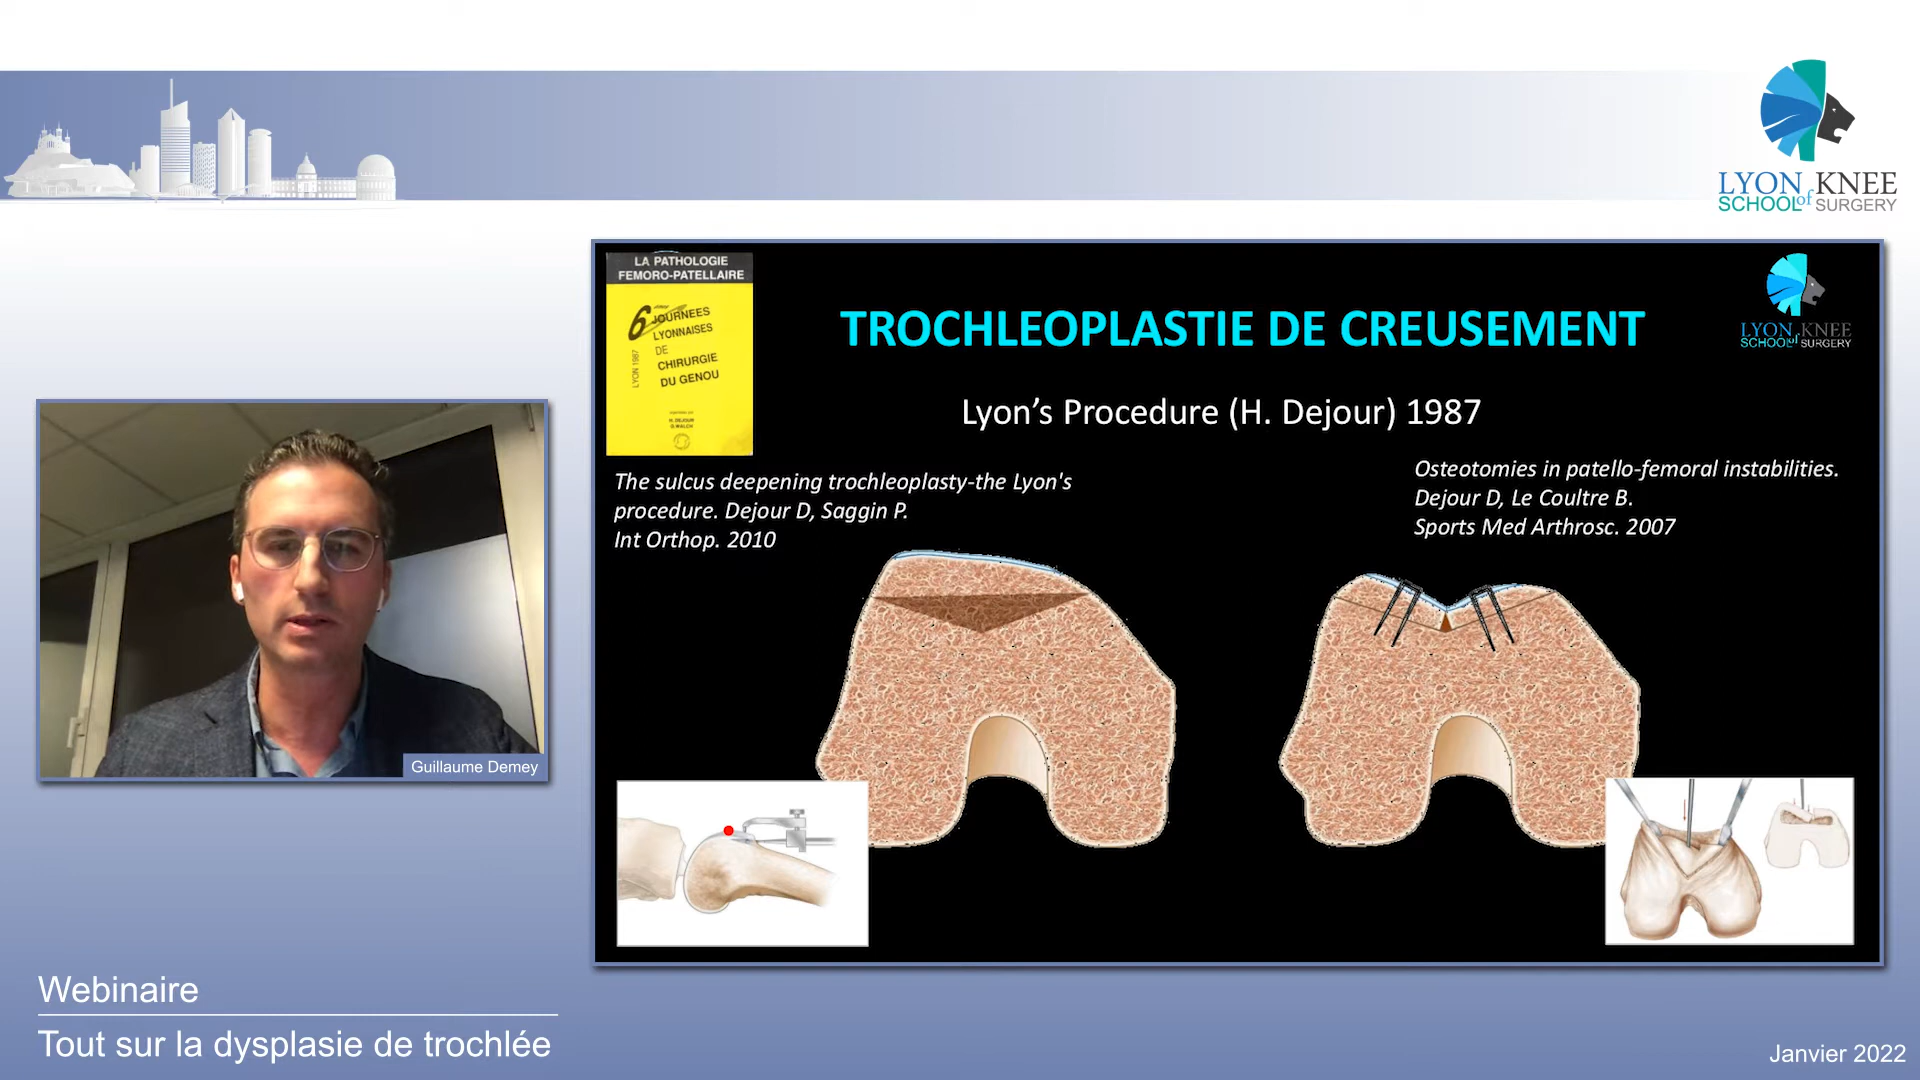 LYON KNEE
SCHOOL of SURGERY
LA PATHOLOGIE
FEMORO-PATELLAIRE
6 JOURNEES
LYONNAISES
DE
CHIRURGIE
DU GENOU
LYON 1987
H. DEJOUR
G. WALCH
TROCHLEOPLASTIE DE CREUSEMENT
LYON KNEE
SCHOOL of SURGERY
Lyon’s Procedure (H. Dejour) 1987
The sulcus deepening trochleoplasty-the Lyon's
procedure. Dejour D, Saggin P.
Int Orthop. 2010
Osteotomies in patello-femoral instabilities.
Dejour D, Le Coultre B.
Sports Med Arthrosc. 2007
Guillaume Demey
Webinaire
Tout sur la dysplasie de trochlée
Janvier 2022